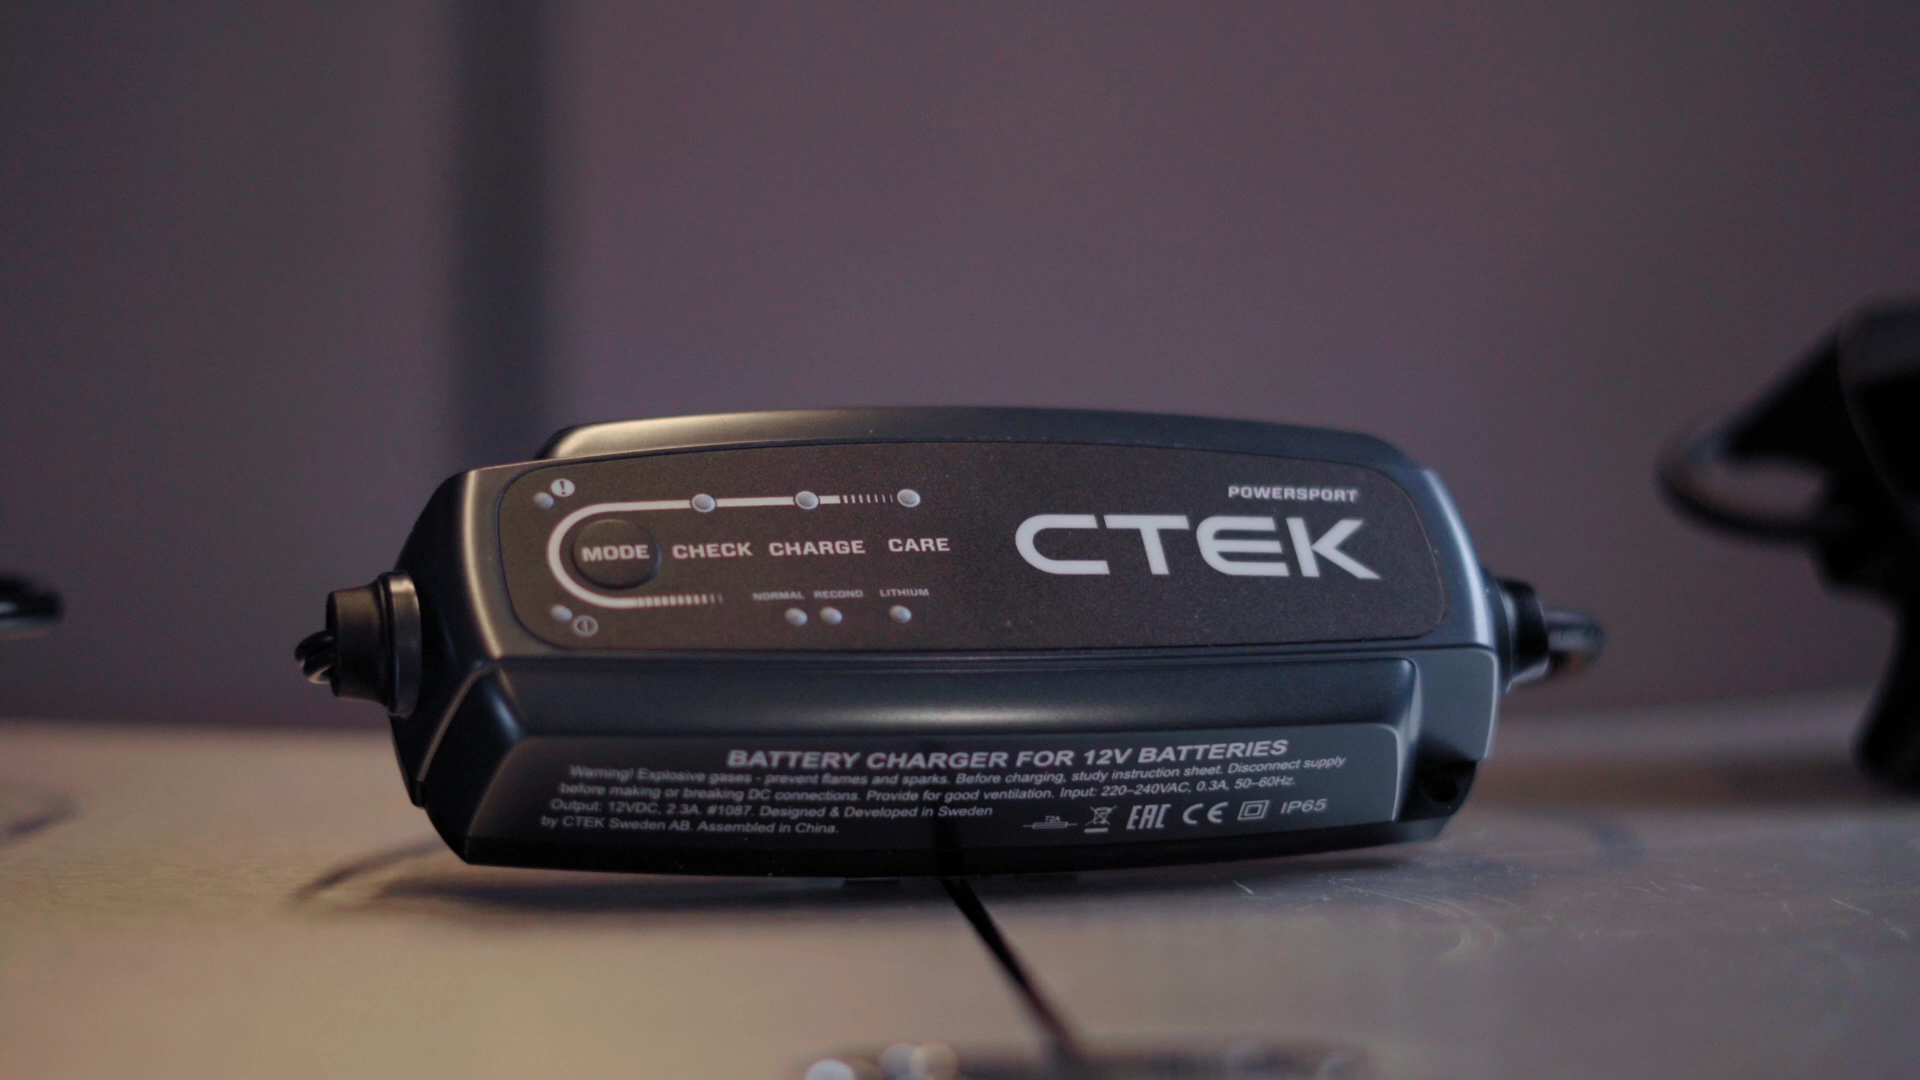 POWERSPORT
CTEK
!
MODE CHECK CHARGE CARE
NORMAL RECOND LITHIUM
BATTERY CHARGER FOR 12V BATTERIES
Warning! Explosive gases - prevent flames and sparks. Before charging, study instruction sheet. Disconnect supply
before making or breaking DC connections. Provide for good ventilation. Input: 220–240VAC, 0.3A, 50–60Hz.
Output: 12VDC, 2.3A. #1087. Designed & Developed in Sweden
by CTEK Sweden AB. Assembled in China.
72A EAC CE IP65